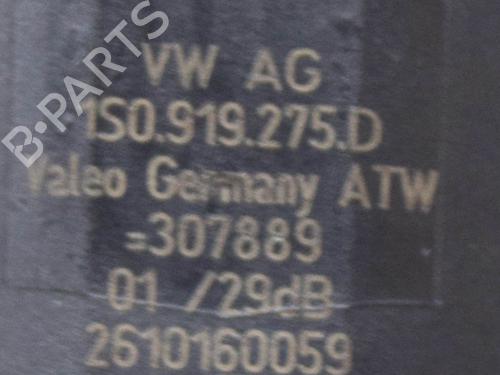 B-PARTS
VW AG
1S0.919.275.D
Valeo Germany ATW
=307889
01 /29dB
2610160059